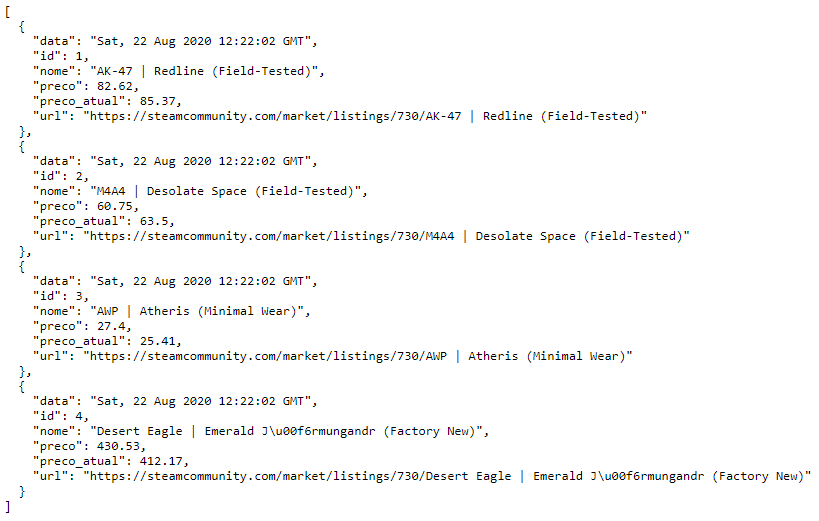 [
  {
    "data": "Sat, 22 Aug 2020 12:22:02 GMT",
    "id": 1,
    "nome": "AK-47 | Redline (Field-Tested)",
    "preco": 82.62,
    "preco_atual": 85.37,
    "url": "https://steamcommunity.com/market/listings/730/AK-47 | Redline (Field-Tested)"
  },
  {
    "data": "Sat, 22 Aug 2020 12:22:02 GMT",
    "id": 2,
    "nome": "M4A4 | Desolate Space (Field-Tested)",
    "preco": 60.75,
    "preco_atual": 63.5,
    "url": "https://steamcommunity.com/market/listings/730/M4A4 | Desolate Space (Field-Tested)"
  },
  {
    "data": "Sat, 22 Aug 2020 12:22:02 GMT",
    "id": 3,
    "nome": "AWP | Atheris (Minimal Wear)",
    "preco": 27.4,
    "preco_atual": 25.41,
    "url": "https://steamcommunity.com/market/listings/730/AWP | Atheris (Minimal Wear)"
  },
  {
    "data": "Sat, 22 Aug 2020 12:22:02 GMT",
    "id": 4,
    "nome": "Desert Eagle | Emerald J\u00f6rmungandr (Factory New)",
    "preco": 430.53,
    "preco_atual": 412.17,
    "url": "https://steamcommunity.com/market/listings/730/Desert Eagle | Emerald J\u00f6rmungandr (Factory New)"
  }
]